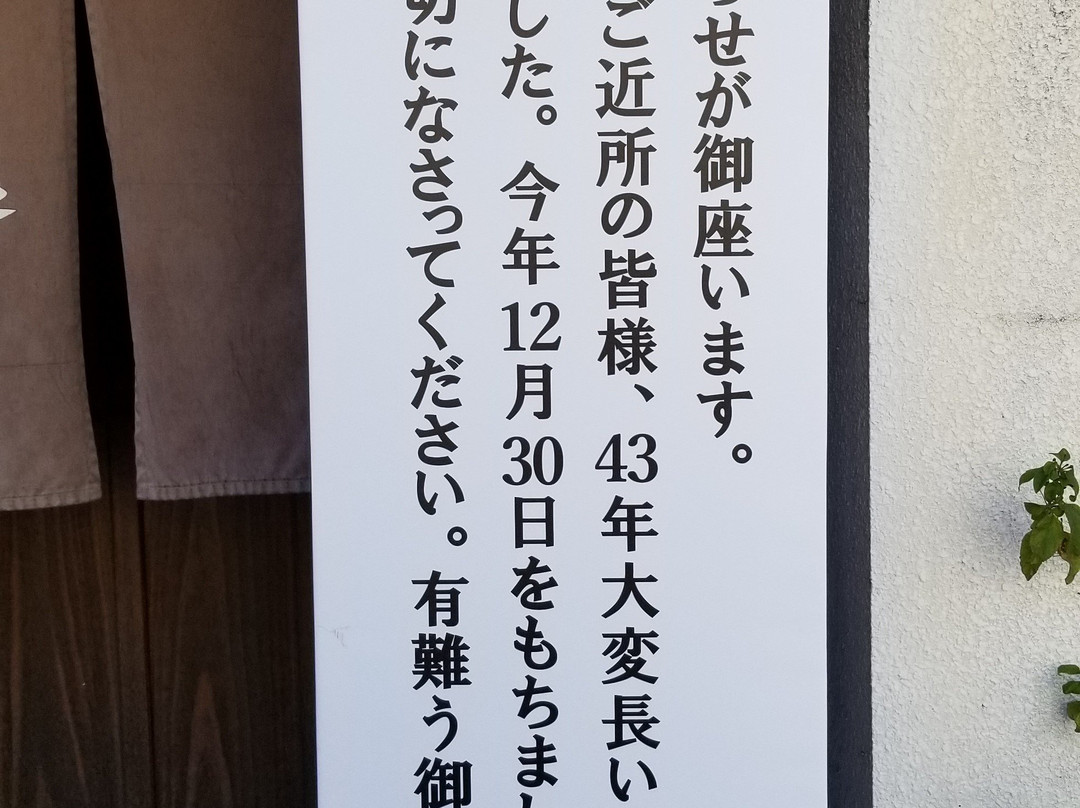 せが御座います。
ご近所の皆様、43年大変長い
した。今年12月30日をもちまし
切になさってください。有難う御